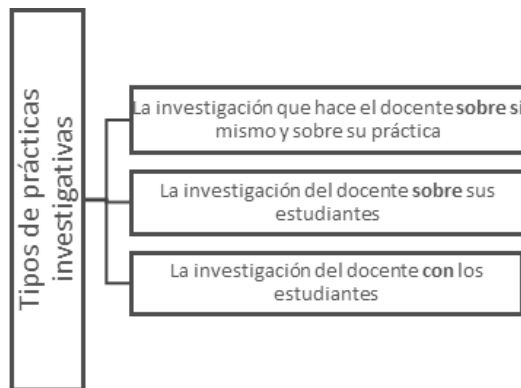 Tipos de prácticas
investigativas
La investigación que hace el docente sobre si
mismo y sobre su práctica
La investigación del docente sobre sus
estudiantes
La investigación del docente con los
estudiantes